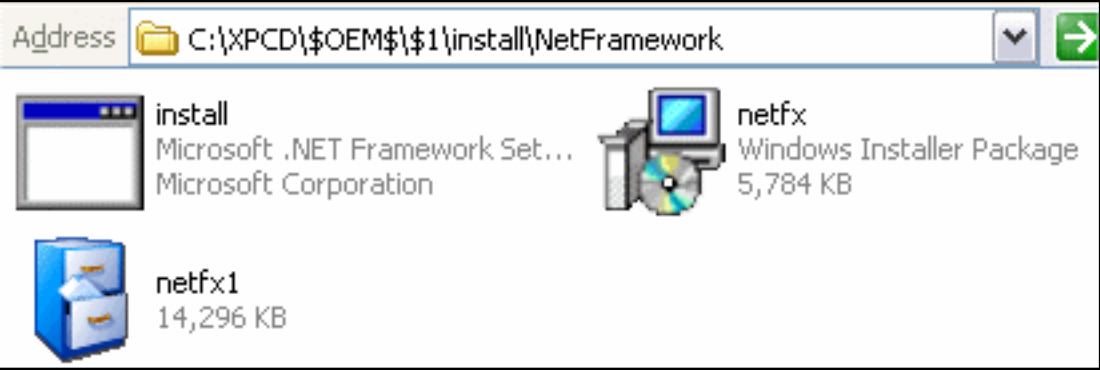 Address C:\XPCD\$OEM$\$1\install\NetFramework
install
Microsoft .NET Framework Set...
Microsoft Corporation
netfx
Windows Installer Package
5,784 KB
netfx1
14,296 KB